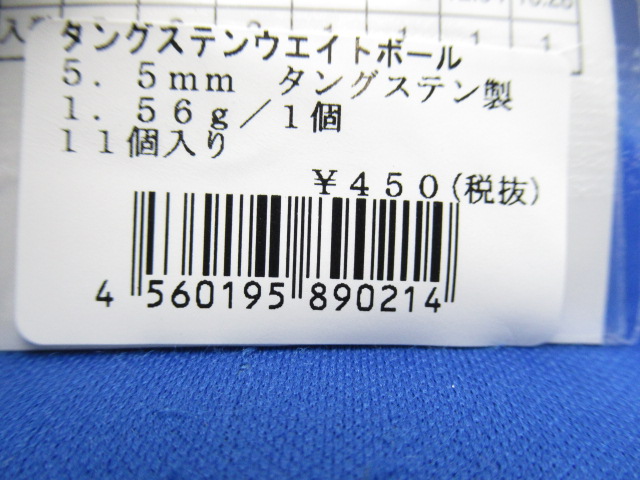 タングステンウエイトボール
５．５ｍｍ　タングステン製
１．５６ｇ／１個
１１個入り
￥４５０(税抜)
4 560195 890214